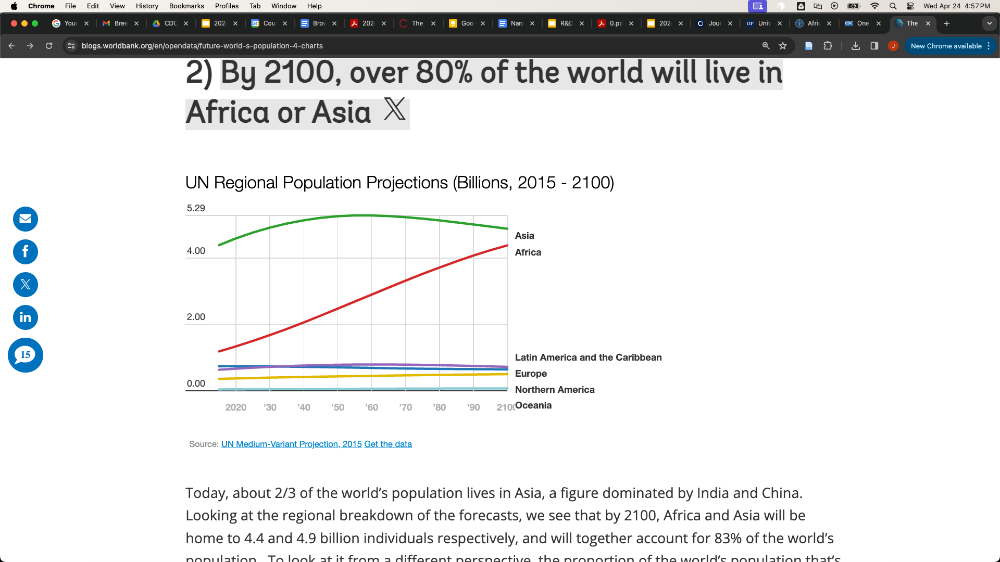 Chrome File Edit View History Bookmarks Profiles Tab Window Help Wed Apr 24 4:57 PM
Your Bree CDC 202 Cou Brov 202 The Goo Nan R&D 0.pd 202 Jour Univ Afric One The
blogs.worldbank.org/en/opendata/future-world-s-population-4-charts J New Chrome available
2) By 2100, over 80% of the world will live in
Africa or Asia
UN Regional Population Projections (Billions, 2015 - 2100)
5.29
Asia
4.00
Africa
2.00
15
Latin America and the Caribbean
Europe
0.00
Northern America
2020 ’30 ’40 ’50 ’60 ’70 ’80 ’90 2100
Oceania
Source: UN Medium-Variant Projection, 2015 Get the data
Today, about 2/3 of the world’s population lives in Asia, a figure dominated by India and China.
Looking at the regional breakdown of the forecasts, we see that by 2100, Africa and Asia will be
home to 4.4 and 4.9 billion individuals respectively, and will together account for 83% of the world’s
population. To look at it from a different perspective, the proportion of the world’s population that’s